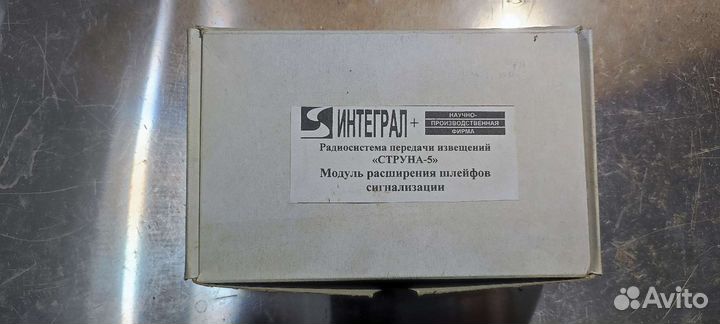 ИНТЕГРАЛ+
НАУЧНО-
ПРОИЗВОДСТВЕННАЯ
ФИРМА
Радиосистема передачи извещений
«СТРУНА-5»
Модуль расширения шлейфов
сигнализации
Avito